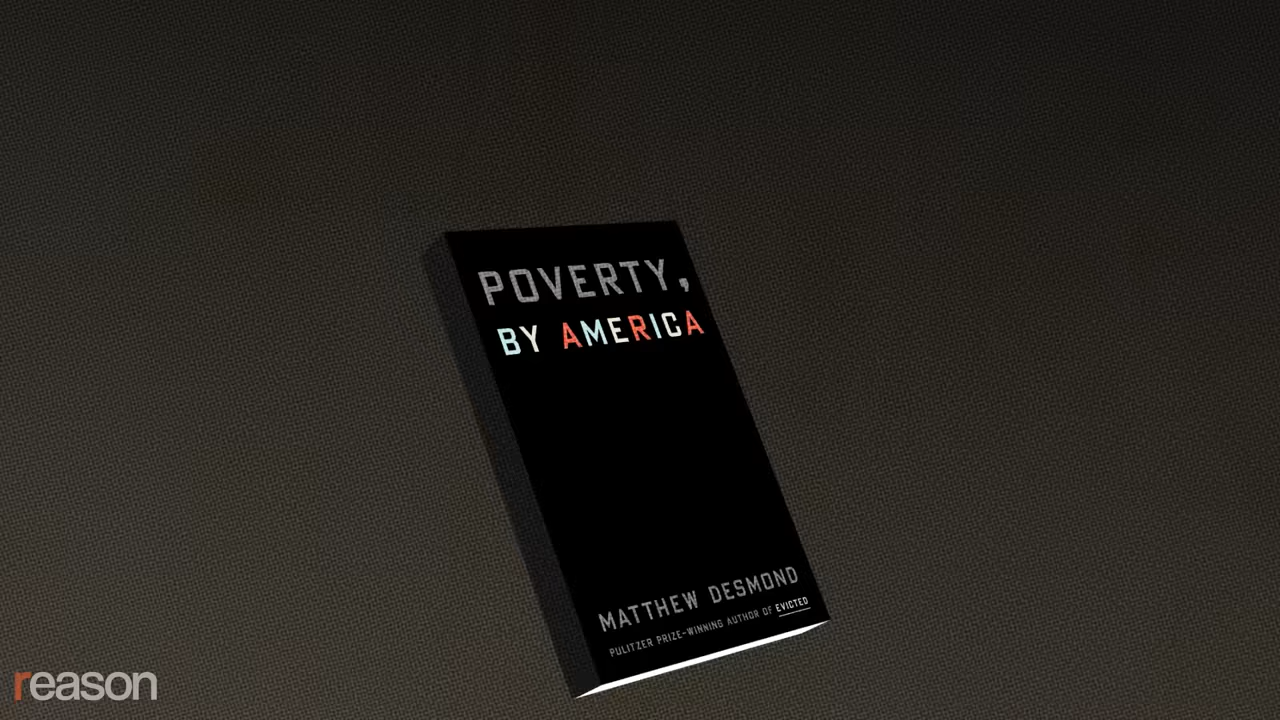 POVERTY,
BY AMERICA
MATTHEW DESMOND
PULITZER PRIZE-WINNING AUTHOR OF EVICTED
reason